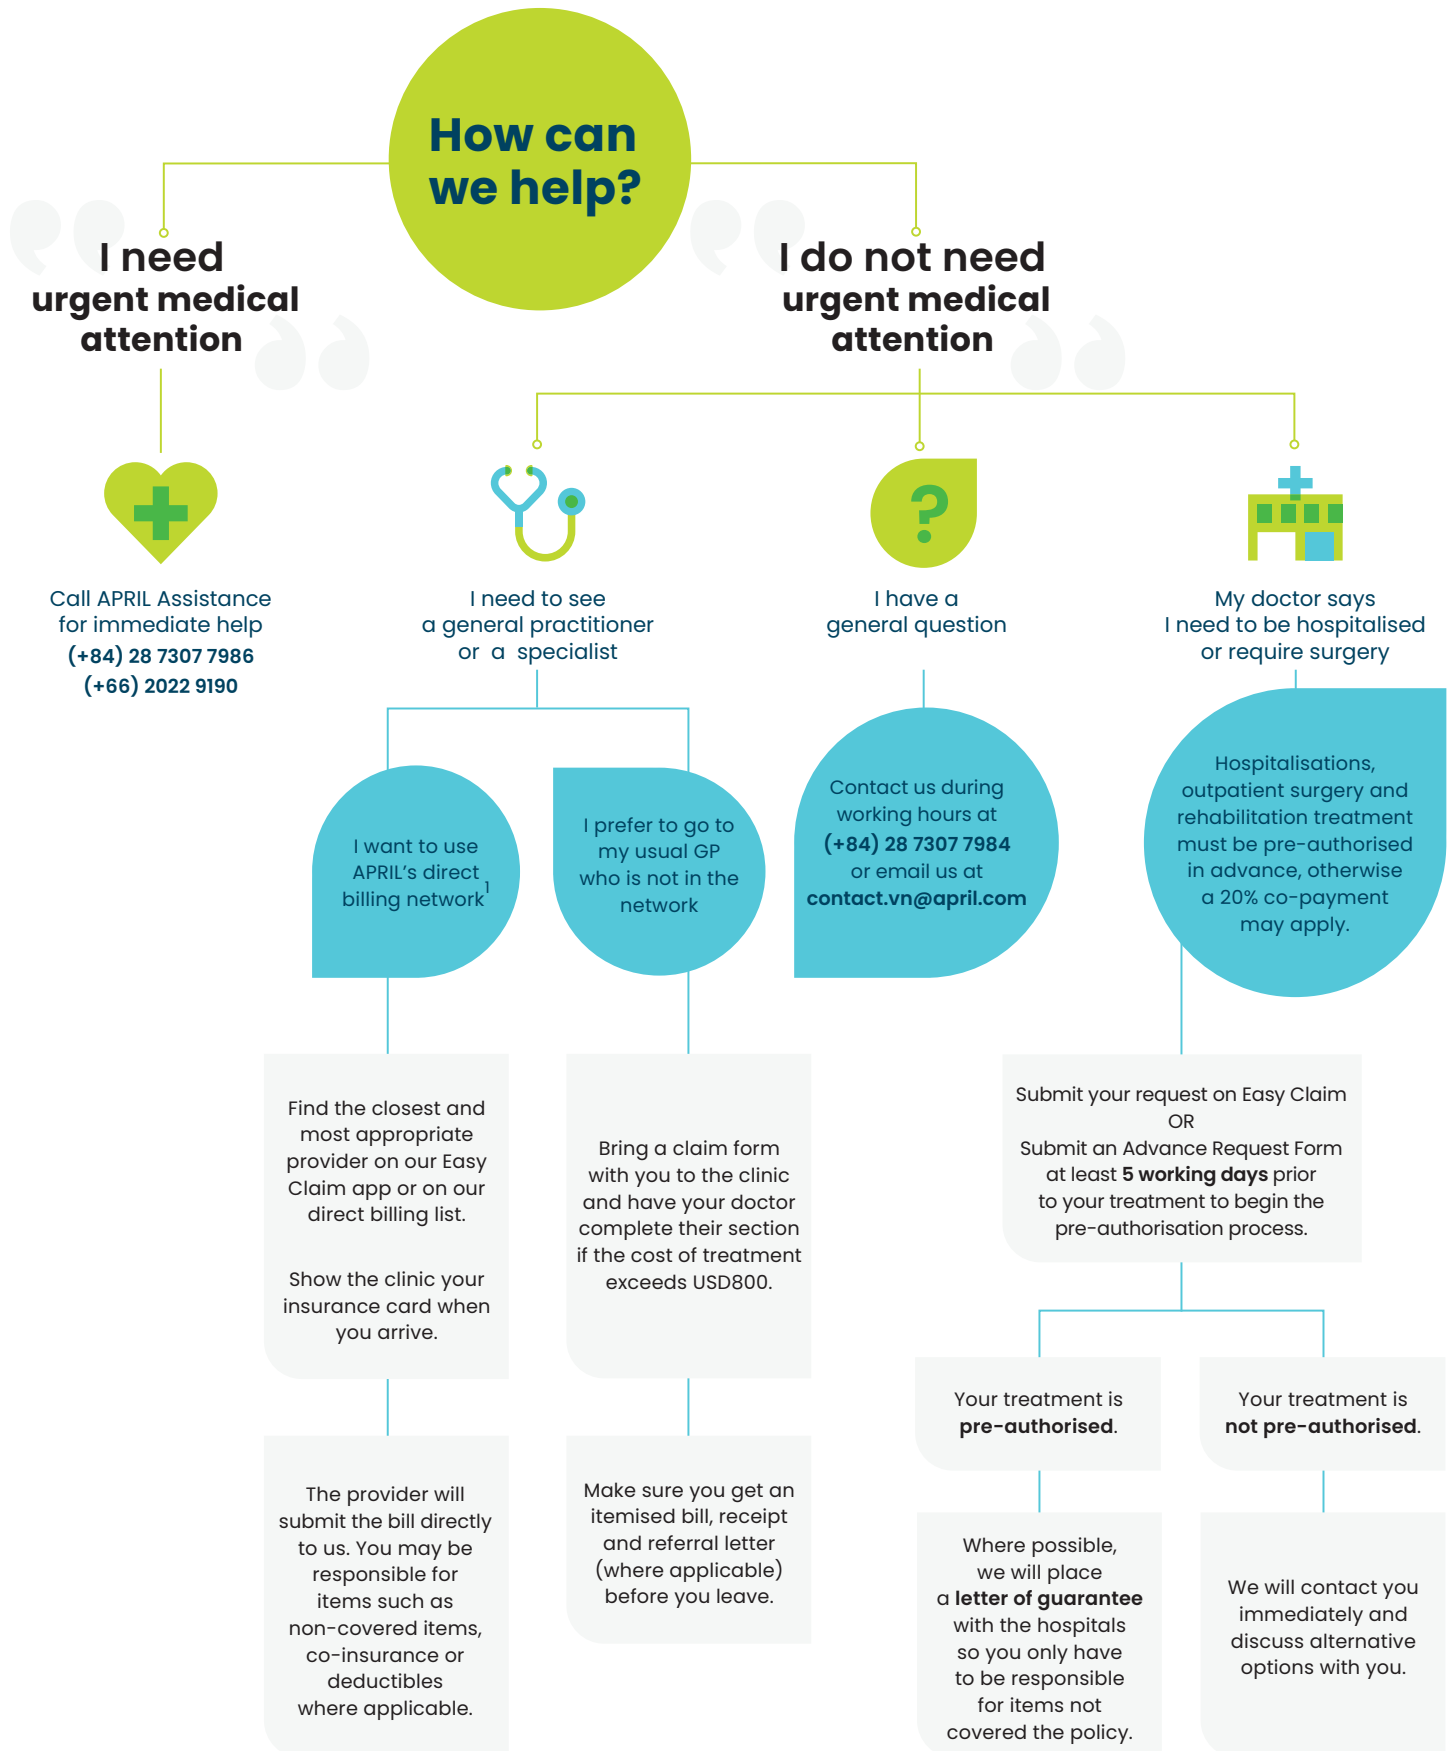 How can
we help?
I need
urgent medical
attention
I do not need
urgent medical
attention
Call APRIL Assistance
for immediate help
(+84) 28 7307 7986
(+66) 2022 9190
I need to see
a general practitioner
or a specialist
I have a
general question
My doctor says
I need to be hospitalised
or require surgery
I want to use
APRIL's direct
billing network1
I prefer to go to
my usual GP
who is not in the
network
Contact us during
working hours at
(+84) 28 7307 7984
or email us at
contact.vn@april.com
Hospitalisations,
outpatient surgery and
rehabilitation treatment
must be pre-authorised
in advance, otherwise
a 20% co-payment
may apply.
Find the closest and
most appropriate
provider on our Easy
Claim app or on our
direct billing list.
Show the clinic your
insurance card when
you arrive.
Bring a claim form
with you to the clinic
and have your doctor
complete their section
if the cost of treatment
exceeds USD800.
Submit your request on Easy Claim
OR
Submit an Advance Request Form
at least 5 working days prior
to your treatment to begin the
pre-authorisation process.
Your treatment is
pre-authorised.
Your treatment is
not pre-authorised.
The provider will
submit the bill directly
to us. You may be
responsible for
items such as
non-covered items,
co-insurance or
deductibles
where applicable.
Make sure you get an
itemised bill, receipt
and referral letter
(where applicable)
before you leave.
Where possible,
we will place
a letter of guarantee
with the hospitals
so you only have
to be responsible
for items not
covered the policy.
We will contact you
immediately and
discuss alternative
options with you.